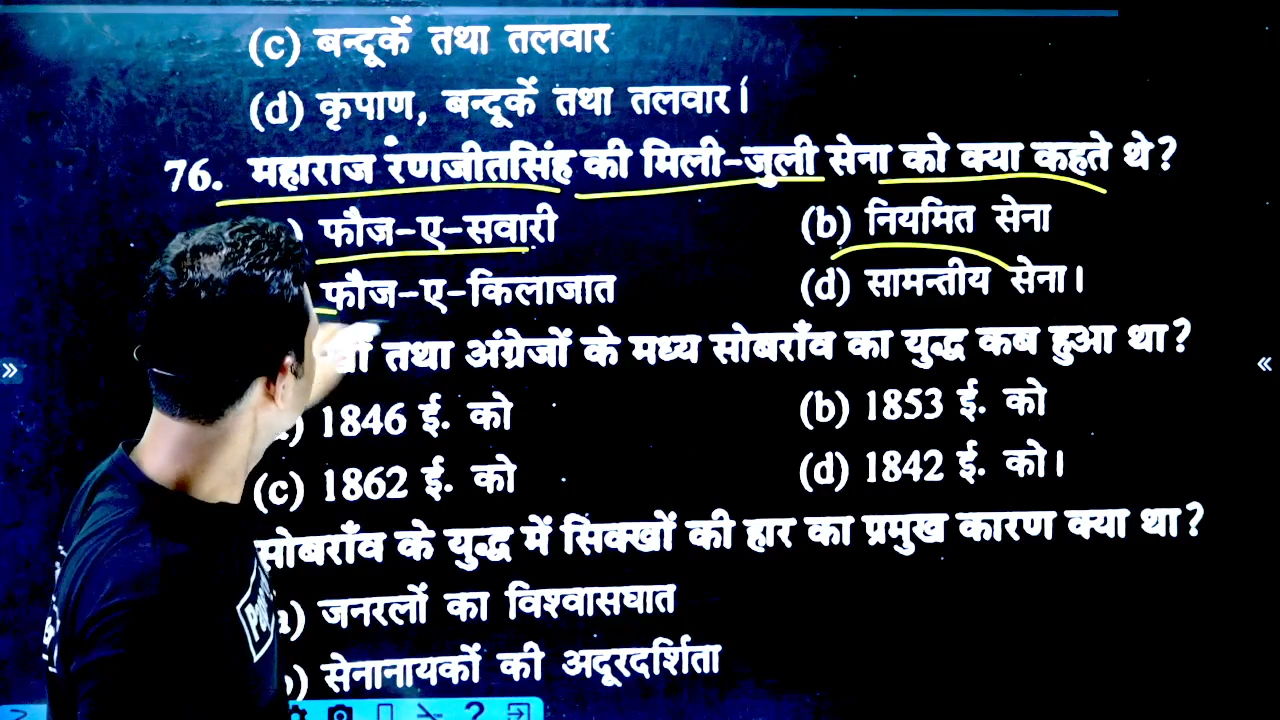 (c) बन्दूकें तथा तलवार
(d) कृपाण, बन्दूकें तथा तलवार।
76. महाराज रणजीतसिंह की मिली-जुली सेना को क्या कहते थे?
) फौज-ए-सवारी (b) नियमित सेना
फौज-ए-किलाजात (d) सामन्तीय सेना।
तथा अंग्रेजों के मध्य सोबराँव का युद्ध कब हुआ था?
) 1846 ई. को (b) 1853 ई. को
(c) 1862 ई. को (d) 1842 ई. को।
सोबराँव के युद्ध में सिक्खों की हार का प्रमुख कारण क्या था?
) जनरलों का विश्वासघात
) सेनानायकों की अदूरदर्शिता